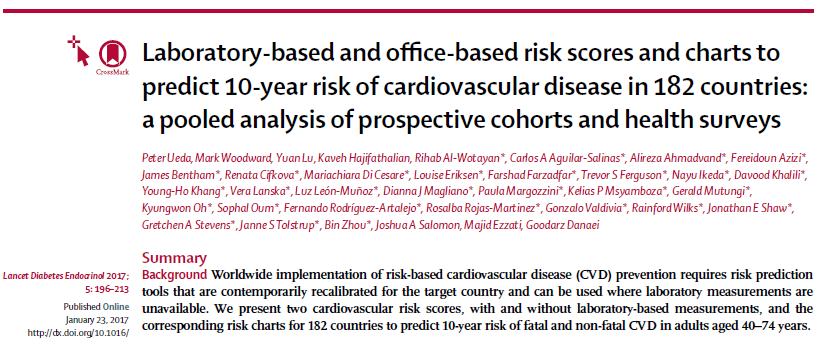 Laboratory-based and office-based risk scores and charts to
predict 10-year risk of cardiovascular disease in 182 countries:
a pooled analysis of prospective cohorts and health surveys
CrossMark
Peter Ueda, Mark Woodward, Yuan Lu, Kaveh Hajifathalian, Rihab Al-Wotayan*, Carlos A Aguilar-Salinas*, Alireza Ahmadvand*, Fereidoun Azizi*,
James Bentham*, Renata Cifkova*, Mariachiara Di Cesare*, Louise Eriksen*, Farshad Farzadfar*, Trevor S Ferguson*, Nayu Ikeda*, Davood Khalili*,
Young-Ho Khang*, Vera Lanska*, Luz León-Muñoz*, Dianna J Magliano*, Paula Margozzini*, Kelias P Msyamboza*, Gerald Mutungi*,
Kyungwon Oh*, Sophal Oum*, Fernando Rodríguez-Artalejo*, Rosalba Rojas-Martinez*, Gonzalo Valdivia*, Rainford Wilks*, Jonathan E Shaw*,
Gretchen A Stevens*, Janne S Tolstrup*, Bin Zhou*, Joshua A Salomon, Majid Ezzati, Goodarz Danaei
Summary
Background Worldwide implementation of risk-based cardiovascular disease (CVD) prevention requires risk prediction
tools that are contemporarily recalibrated for the target country and can be used where laboratory measurements are
unavailable. We present two cardiovascular risk scores, with and without laboratory-based measurements, and the
corresponding risk charts for 182 countries to predict 10-year risk of fatal and non-fatal CVD in adults aged 40–74 years.
Lancet Diabetes Endocrinol 2017;
5: 196–213
Published Online
January 23, 2017
http://dx.doi.org/10.1016/